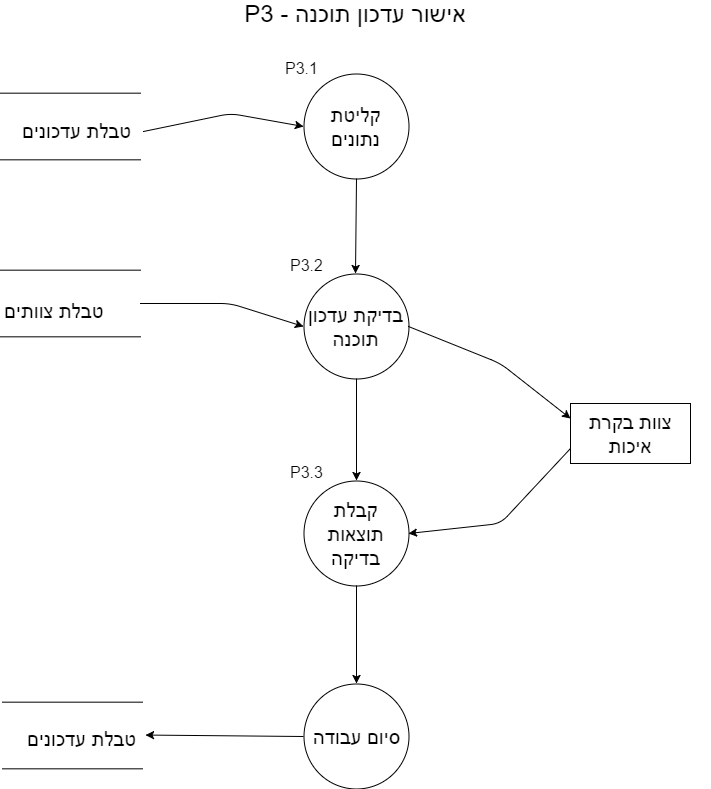 אישור עדכון תוכנה - P3
P3.1
קליטת
נתונים
טבלת עדכונים
P3.2
בדיקת עדכון
תוכנה
טבלת צוותים
צוות בקרת
איכות
P3.3
קבלת
תוצאות
בדיקה
סיום עבודה
טבלת עדכונים